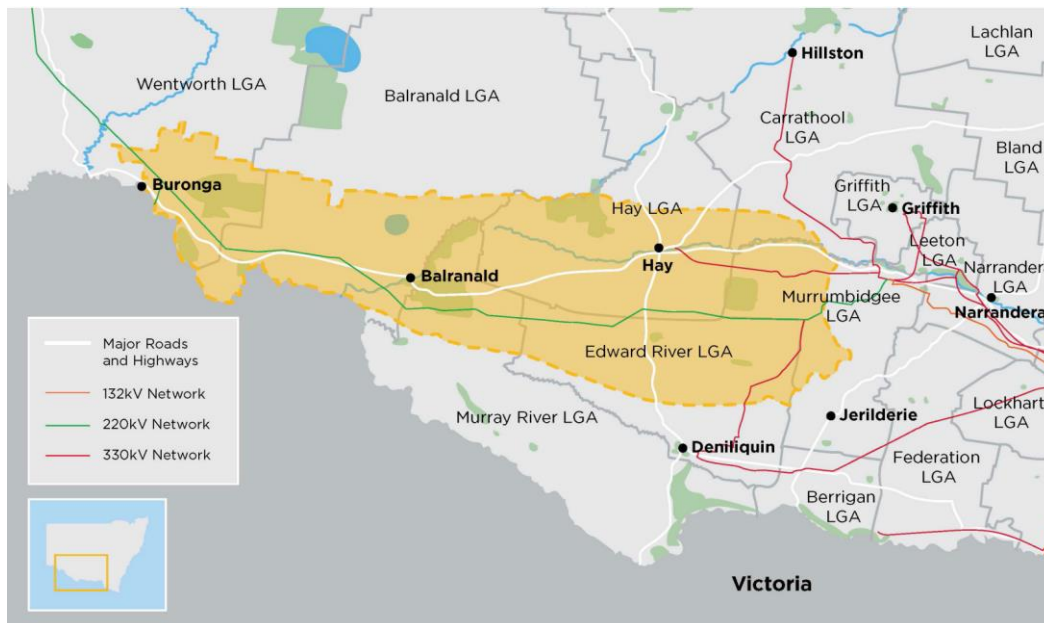 Lachlan
LGA
Hillston
Wentworth LGA
Balranald LGA
Carrathool
LGA
Bland
LGA
Griffith
LGA
Buronga
Griffith
Hay LGA
Leeton
LGA
Hay
Balranald
Narrandera
LGA
Murrumbidgee
LGA
Narrandera
Major Roads
and Highways
Edward River LGA
132kV Network
Murray River LGA
Jerilderie
Lockhart
LGA
220kV Network
Deniliquin
330kV Network
Federation
LGA
Berrigan
LGA
Victoria